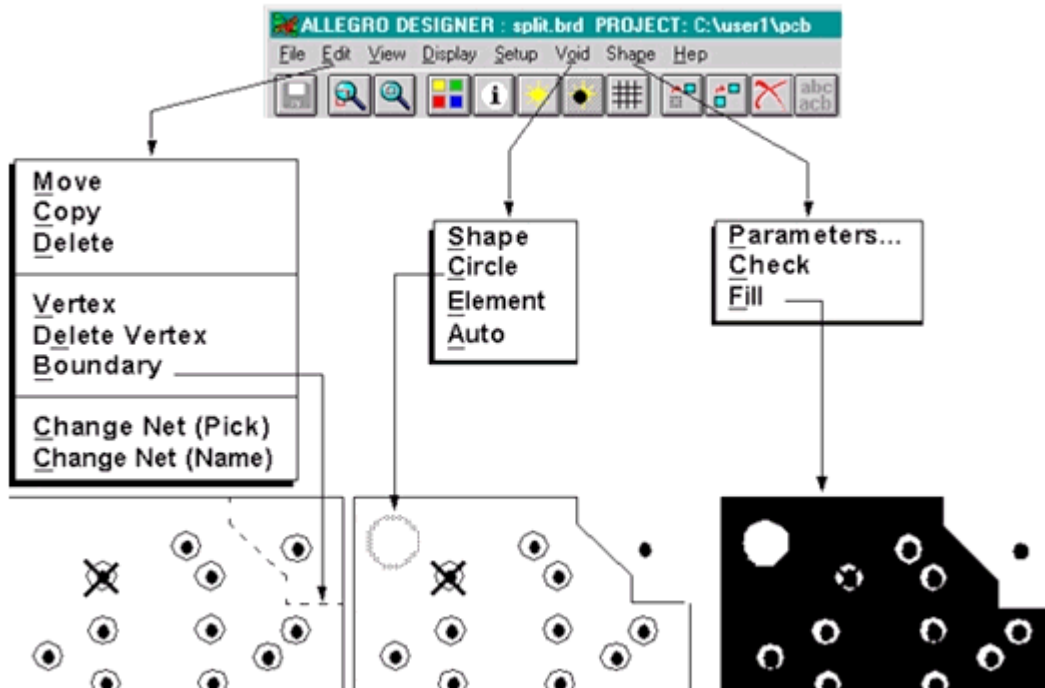 ALLEGRO DESIGNER : split.brd PROJECT: C:\user1\pcb
File Edit View Display Setup Void Shape Hep
abc
acb
Move
Copy
Delete
Vertex
Delete Vertex
Boundary
Change Net (Pick)
Change Net (Name)
Shape
Circle
Element
Auto
Parameters...
Check
Fill